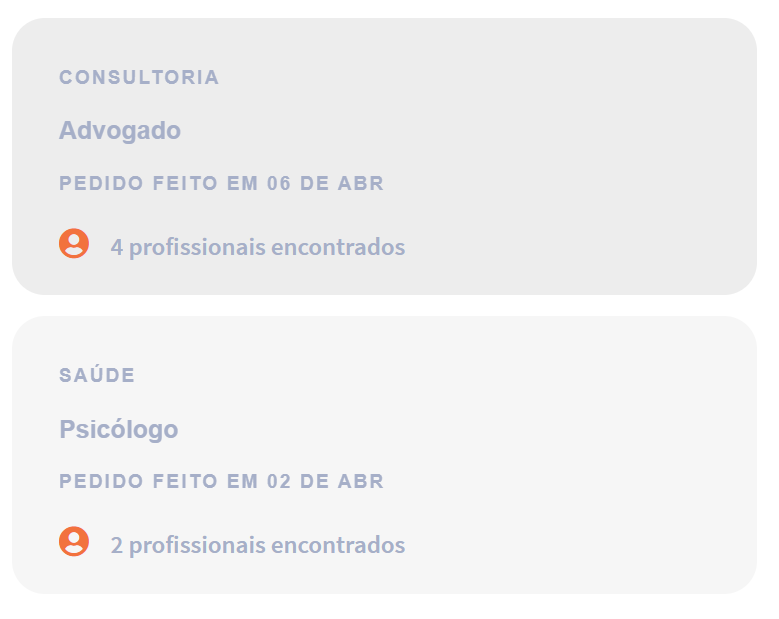 CONSULTORIA
Advogado
PEDIDO FEITO EM 06 DE ABR
4 profissionais encontrados
SAÚDE
Psicólogo
PEDIDO FEITO EM 02 DE ABR
2 profissionais encontrados